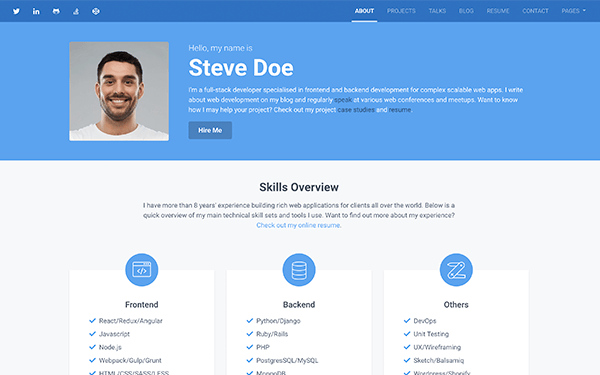 ABOUT PROJECTS TALKS BLOG RESUME CONTACT PAGES
Hello, my name is
Steve Doe
I'm a full-stack developer specialised in frontend and backend development for complex scalable web apps. I write
about web development on my blog and regularly speak at various web conferences and meetups. Want to know
how I may help your project? Check out my project case studies and resume.
Hire Me
Skills Overview
I have more than 8 years' experience building rich web applications for clients all over the world. Below is a
quick overview of my main technical skill sets and tools I use. Want to find out more about my experience?
Check out my online resume.
Frontend
React/Redux/Angular
Javascript
Node.js
Webpack/Gulp/Grunt
HTML/CSS/SASS/LESS
Backend
Python/Django
Ruby/Rails
PHP
PostgresSQL/MySQL
MongoDB
Others
DevOps
Unit Testing
UX/Wireframing
Sketch/Balsamiq
Wordpress/Shopify